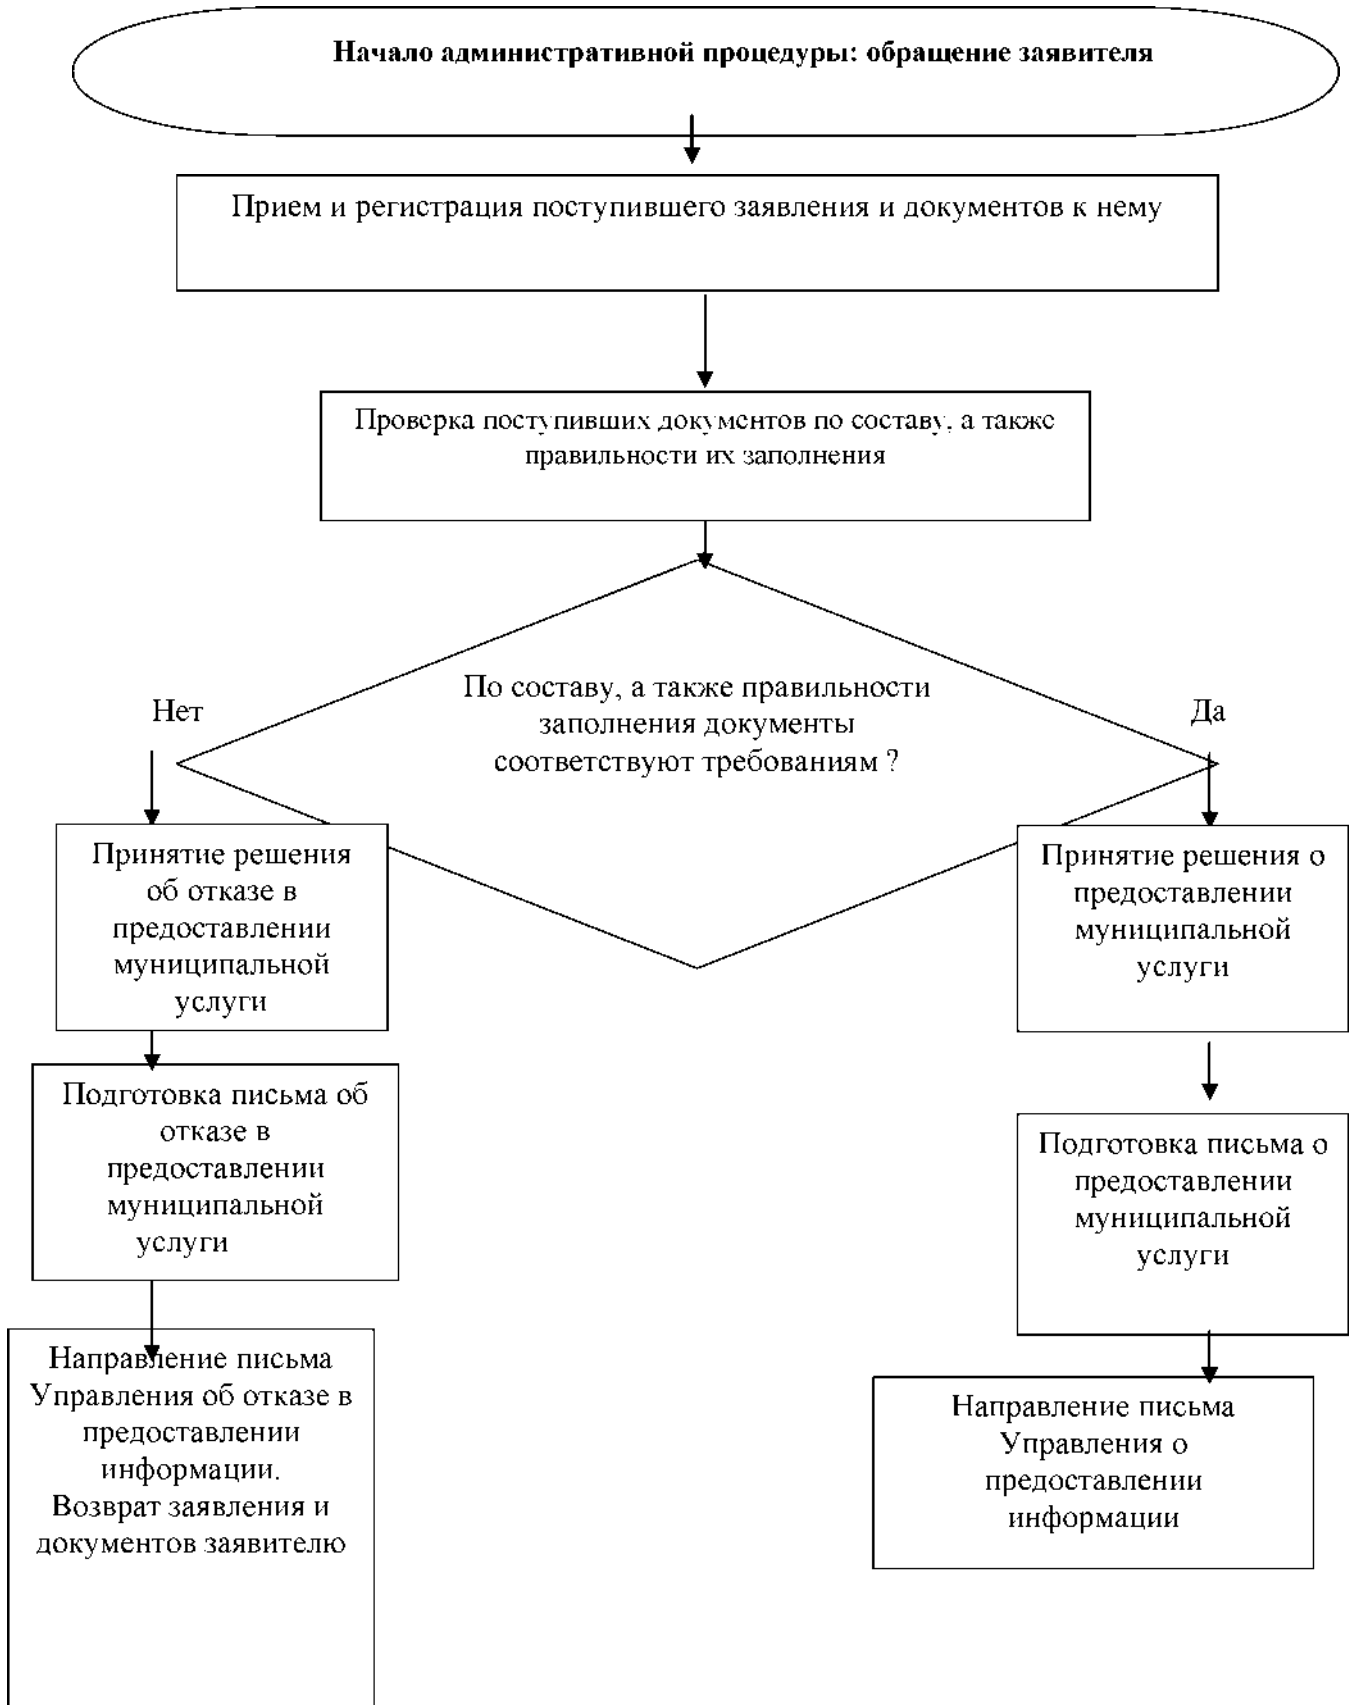 Начало административной процедуры: обращение заявителя
Прием и регистрация поступившего заявления и документов к нему
Проверка поступивших документов по составу, а также
правильности их заполнения
По составу, а также правильности
заполнения документы
соответствуют требованиям ?
Нет
Да
Принятие решения
об отказе в
предоставлении
муниципальной
услуги
Принятие решения о
предоставлении
муниципальной
услуги
Подготовка письма об
отказе в
предоставлении
муниципальной
услуги
Подготовка письма о
предоставлении
муниципальной
услуги
Направление письма
Управления об отказе в
предоставлении
информации.
Возврат заявления и
документов заявителю
Направление письма
Управления о
предоставлении
информации